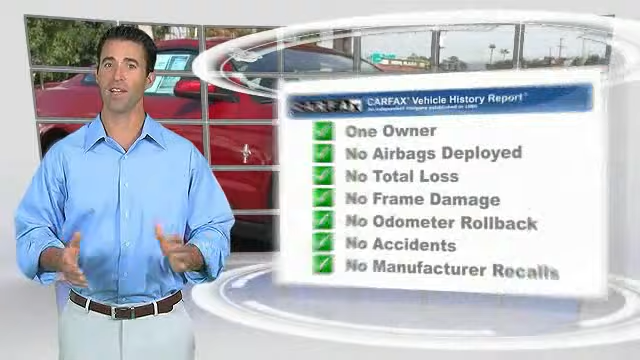 CARFAX
CARFAX Vehicle History Report
One Owner
No Airbags Deployed
No Total Loss
No Frame Damage
No Odometer Rollback
No Accidents
No Manufacturer Recalls